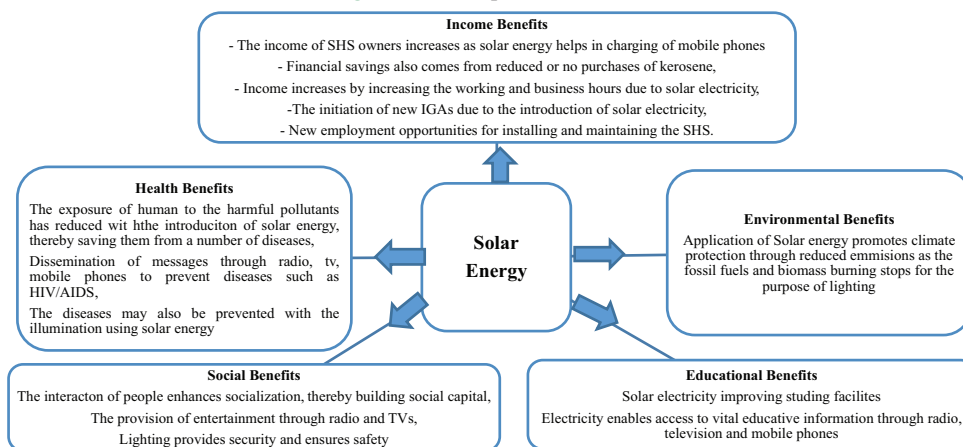 Income Benefits
- The income of SHS owners increases as solar energy helps in charging of mobile phones
- Financial savings also comes from reduced or no purchases of kerosene,
- Income increases by increasing the working and business hours due to solar electricity,
-The initiation of new IGAs due to the introduction of solar electricity,
- New employment opportunities for installing and maintaining the SHS.
Health Benefits
The exposure of human to the harmful pollutants
has reduced wit hthe introduciton of solar energy,
thereby saving them from a number of diseases,
Dissemination of messages through radio, tv,
mobile phones to prevent diseases such as
HIV/AIDS,
The diseases may also be prevented with the
illumination using solar energy
Solar
Energy
Environmental Benefits
Application of Solar energy promotes climate
protection through reduced emmisions as the
fossil fuels and biomass burning stops for the
purpose of lighting
Social Benefits
The interacton of people enhances socialization, thereby building social capital,
The provision of entertainment through radio and TVs,
Lighting provides security and ensures safety
Educational Benefits
Solar electricity improving studing facilites
Electricity enables access to vital educative information through radio,
television and mobile phones